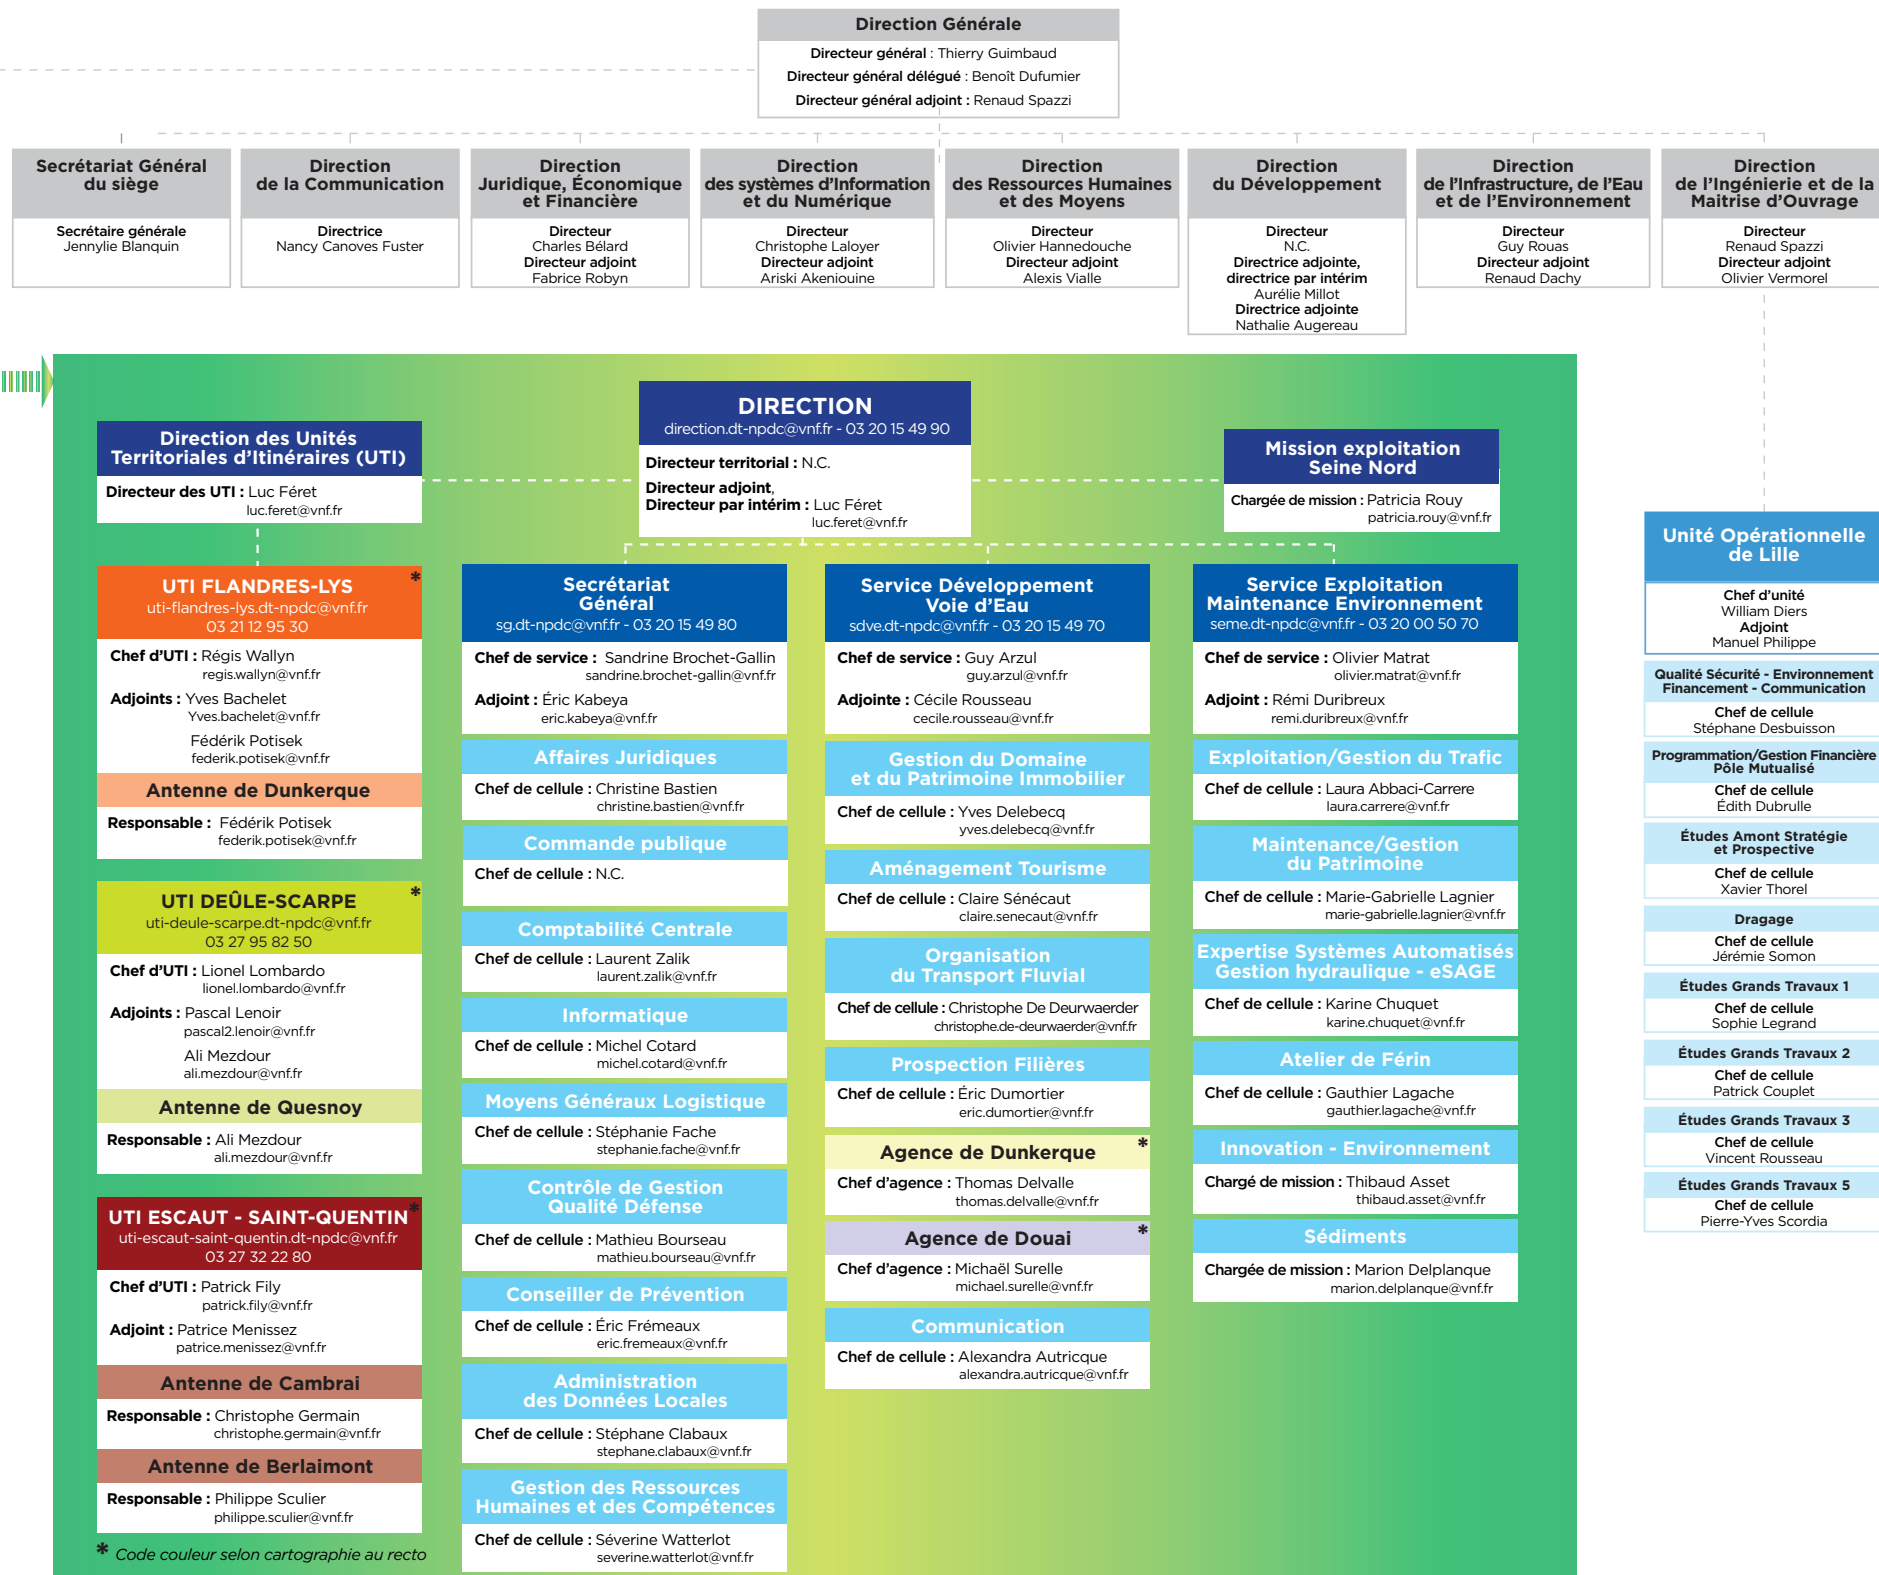 Direction Générale
Directeur général : Thierry Guimbaud
Directeur général délégué : Benoît Dufumier
Directeur général adjoint : Renaud Spazzi
Secrétariat Général
du siège
Secrétaire générale
Jennylie Blanquin
Direction
de la Communication
Directrice
Nancy Canoves Fuster
Direction
Juridique, Économique
et Financière
Directeur
Charles Bélard
Directeur adjoint
Fabrice Robyn
Direction
des systèmes d'Information
et du Numérique
Directeur
Christophe Laloyer
Directeur adjoint
Ariski Akeniouine
Direction
des Ressources Humaines
et des Moyens
Directeur
Olivier Hannedouche
Directeur adjoint
Alexis Vialle
Direction
du Développement
Directeur
N.C.
Directrice adjointe,
directrice par intérim
Aurélie Millot
Directrice adjointe
Nathalie Augereau
Direction
de l'Infrastructure, de l'Eau
et de l'Environnement
Directeur
Guy Rouas
Directeur adjoint
Renaud Dachy
Direction
de l'Ingénierie et de la
Maitrise d'Ouvrage
Directeur
Renaud Spazzi
Directeur adjoint
Olivier Vermorel
DIRECTION
direction.dt-npdc@vnf.fr - 03 20 15 49 90
Directeur territorial : N.C.
Directeur adjoint,
Directeur par intérim : Luc Féret
luc.feret@vnf.fr
Direction des Unités
Territoriales d'Itinéraires (UTI)
Directeur des UTI : Luc Féret
luc.feret@vnf.fr
Mission exploitation
Seine Nord
Chargée de mission : Patricia Rouy
patricia.rouy@vnf.fr
UTI FLANDRES-LYS *
uti-flandres-lys.dt-npdc@vnf.fr
03 21 12 95 30
Chef d'UTI : Régis Wallyn
regis.wallyn@vnf.fr
Adjoints : Yves Bachelet
Yves.bachelet@vnf.fr
Fédérik Potisek
federik.potisek@vnf.fr
Antenne de Dunkerque
Responsable : Fédérik Potisek
federik.potisek@vnf.fr
UTI DEÛLE-SCARPE *
uti-deule-scarpe.dt-npdc@vnf.fr
03 27 95 82 50
Chef d'UTI : Lionel Lombardo
lionel.lombardo@vnf.fr
Adjoints : Pascal Lenoir
pascal2.lenoir@vnf.fr
Ali Mezdour
ali.mezdour@vnf.fr
Antenne de Quesnoy
Responsable : Ali Mezdour
ali.mezdour@vnf.fr
UTI ESCAUT - SAINT-QUENTIN *
uti-escaut-saint-quentin.dt-npdc@vnf.fr
03 27 32 22 80
Chef d'UTI : Patrick Fily
patrick.fily@vnf.fr
Adjoint : Patrice Menissez
patrice.menissez@vnf.fr
Antenne de Cambrai
Responsable : Christophe Germain
christophe.germain@vnf.fr
Antenne de Berlaimont
Responsable : Philippe Sculier
philippe.sculier@vnf.fr
* Code couleur selon cartographie au recto
Secrétariat
Général
sg.dt-npdc@vnf.fr - 03 20 15 49 80
Chef de service : Sandrine Brochet-Gallin
sandrine.brochet-gallin@vnf.fr
Adjoint : Éric Kabeya
eric.kabeya@vnf.fr
Affaires Juridiques
Chef de cellule : Christine Bastien
christine.bastien@vnf.fr
Commande publique
Chef de cellule : N.C.
Comptabilité Centrale
Chef de cellule : Laurent Zalik
laurent.zalik@vnf.fr
Informatique
Chef de cellule : Michel Cotard
michel.cotard@vnf.fr
Moyens Généraux Logistique
Chef de cellule : Stéphanie Fache
stephanie.fache@vnf.fr
Contrôle de Gestion
Qualité Défense
Chef de cellule : Mathieu Bourseau
mathieu.bourseau@vnf.fr
Conseiller de Prévention
Chef de cellule : Éric Frémeaux
eric.fremeaux@vnf.fr
Administration
des Données Locales
Chef de cellule : Stéphane Clabaux
stephane.clabaux@vnf.fr
Gestion des Ressources
Humaines et des Compétences
Chef de cellule : Séverine Watterlot
severine.watterlot@vnf.fr
Service Développement
Voie d'Eau
sdve.dt-npdc@vnf.fr - 03 20 15 49 70
Chef de service : Guy Arzul
guy.arzul@vnf.fr
Adjointe : Cécile Rousseau
cecile.rousseau@vnf.fr
Gestion du Domaine
et du Patrimoine Immobilier
Chef de cellule : Yves Delebecq
yves.delebecq@vnf.fr
Aménagement Tourisme
Chef de cellule : Claire Sénécaut
claire.senecaut@vnf.fr
Organisation
du Transport Fluvial
Chef de cellule : Christophe De Deurwaerder
christophe.de-deurwaerder@vnf.fr
Prospection Filières
Chef de cellule : Éric Dumortier
eric.dumortier@vnf.fr
Agence de Dunkerque *
Chef d'agence : Thomas Delvalle
thomas.delvalle@vnf.fr
Agence de Douai *
Chef d'agence : Michaël Surelle
michael.surelle@vnf.fr
Communication
Chef de cellule : Alexandra Autricque
alexandra.autricque@vnf.fr
Service Exploitation
Maintenance Environnement
seme.dt-npdc@vnf.fr - 03 20 00 50 70
Chef de service : Olivier Matrat
olivier.matrat@vnf.fr
Adjoint : Rémi Duribreux
remi.duribreux@vnf.fr
Exploitation/Gestion du Trafic
Chef de cellule : Laura Abbaci-Carrere
laura.carrere@vnf.fr
Maintenance/Gestion
du Patrimoine
Chef de cellule : Marie-Gabrielle Lagnier
marie-gabrielle.lagnier@vnf.fr
Expertise Systèmes Automatisés
Gestion hydraulique - eSAGE
Chef de cellule : Karine Chuquet
karine.chuquet@vnf.fr
Atelier de Férin
Chef de cellule : Gauthier Lagache
gauthier.lagache@vnf.fr
Innovation - Environnement
Chargé de mission : Thibaud Asset
thibaud.asset@vnf.fr
Sédiments
Chargée de mission : Marion Delplanque
marion.delplanque@vnf.fr
Unité Opérationnelle
de Lille
Chef d'unité
William Diers
Adjoint
Manuel Philippe
Qualité Sécurité - Environnement
Financement - Communication
Chef de cellule
Stéphane Desbuisson
Programmation/Gestion Financière
Pôle Mutualisé
Chef de cellule
Édith Dubrulle
Études Amont Stratégie
et Prospective
Chef de cellule
Xavier Thorel
Dragage
Chef de cellule
Jérémie Somon
Études Grands Travaux 1
Chef de cellule
Sophie Legrand
Études Grands Travaux 2
Chef de cellule
Patrick Couplet
Études Grands Travaux 3
Chef de cellule
Vincent Rousseau
Études Grands Travaux 5
Chef de cellule
Pierre-Yves Scordia